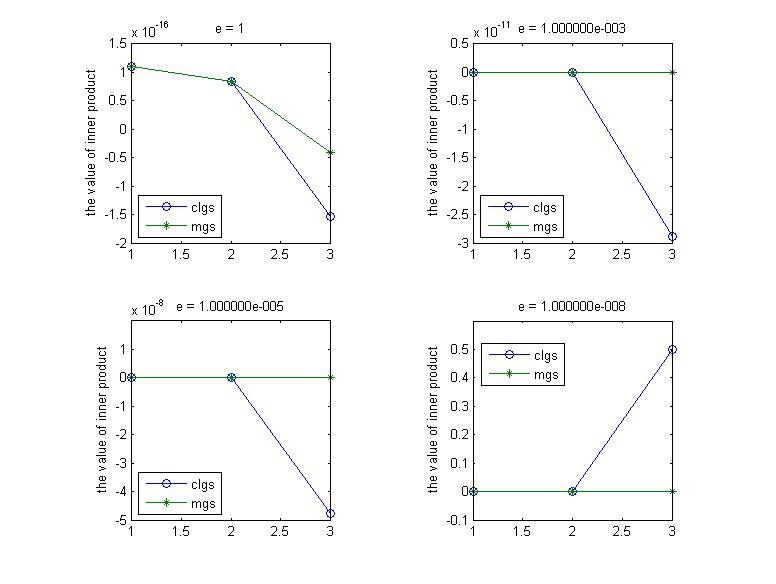 x 10^-16
e = 1
1.5
1
0.5
0
-0.5
-1
-1.5
-2
the value of inner product
clgs
mgs
1 1.5 2 2.5 3
x 10^-11
e = 1.000000e-003
0.5
0
-0.5
-1
-1.5
-2
-2.5
-3
the value of inner product
clgs
mgs
1 1.5 2 2.5 3
x 10^-8
e = 1.000000e-005
1
0
-1
-2
-3
-4
-5
the value of inner product
clgs
mgs
1 1.5 2 2.5 3
e = 1.000000e-008
0.5
0.4
0.3
0.2
0.1
0
-0.1
the value of inner product
clgs
mgs
1 1.5 2 2.5 3